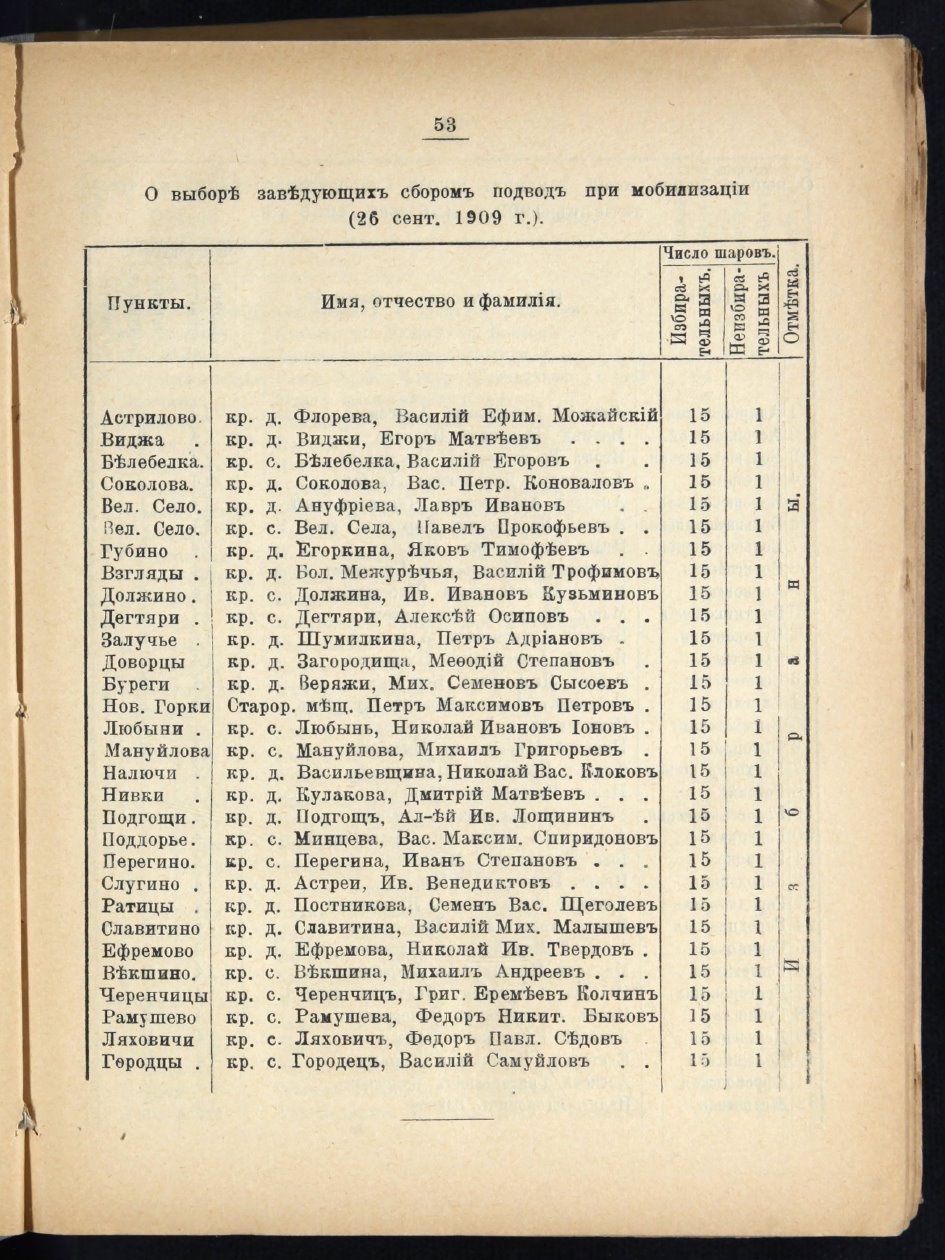 53
О выборѣ завѣдующихъ сборомъ подводъ при мобилизаціи
(26 сент. 1909 г.).
Пункты. Имя, отчество и фамилія. Число шаровъ. Избира-тельныхъ. Неизбира-тельныхъ Отмѣтка.
Астрилово. кр. д. Флорева, Василій Ефим. Можайскій 15 1
Виджа . кр. д. Виджи, Егоръ Матвѣевъ . . . . 15 1
Бѣлебелка. кр. с. Бѣлебелка, Василій Егоровъ . . 15 1
Соколова. кр. д. Соколова, Вас. Петр. Коноваловъ . 15 1
Вел. Село. кр. д. Ануфріева, Лавръ Ивановъ . . 15 1
Вел. Село. кр. с. Вел. Села, Павелъ Прокофьевъ . . 15 1
Губино . кр. д. Егоркина, Яковъ Тимофѣевъ . . 15 1
Взгляды . кр. д. Бол. Межурѣчья, Василій Трофимовъ 15 1
Должино. кр. с. Должина, Ив. Ивановъ Кузьминовъ 15 1
Дегтяри . кр. с. Дегтяри, Алексѣй Осиповъ . . . 15 1
Залучье . кр. д. Шумилкина, Петръ Адріановъ . 15 1
Доворцы кр. д. Загородища, Меѳодій Степановъ . 15 1
Буреги . кр. д. Веряжи, Мих. Семеновъ Сысоевъ . 15 1
Нов. Горки Старор. мѣщ. Петръ Максимовъ Петровъ . 15 1
Любыни . кр. с. Любынь, Николай Ивановъ Іоновъ . 15 1
Мануйлова кр. с. Мануйлова, Михаилъ Григорьевъ . 15 1
Налючи . кр. д. Васильевщина, Николай Вас. Клоковъ 15 1
Нивки . кр. д. Кулакова, Дмитрій Матвѣевъ . . . 15 1
Подгощи. кр. д. Подгощъ, Ал-ѣй Ив. Лощининъ . 15 1
Поддорье. кр. с. Минцева, Вас. Максим. Спиридоновъ 15 1
Перегино. кр. с. Перегина, Иванъ Степановъ . . . 15 1
Слугино . кр. д. Астреи, Ив. Венедиктовъ . . . . 15 1
Ратицы . кр. д. Постникова, Семенъ Вас. Щеголевъ 15 1
Славитино кр. д. Славитина, Василій Мих. Малышевъ 15 1
Ефремово кр. д. Ефремова, Николай Ив. Твердовъ . 15 1
Вѣкшино. кр. с. Вѣкшина, Михаилъ Андреевъ . . . 15 1
Черенчицы кр. с. Черенчицъ, Григ. Еремѣевъ Колчинъ 15 1
Рамушево кр. с. Рамушева, Федоръ Никит. Быковъ 15 1
Ляховичи кр. с. Ляховичъ, Федоръ Павл. Сѣдовъ . 15 1
Городцы . кр. с. Городецъ, Василій Самуйловъ . . 15 1
Избраны.